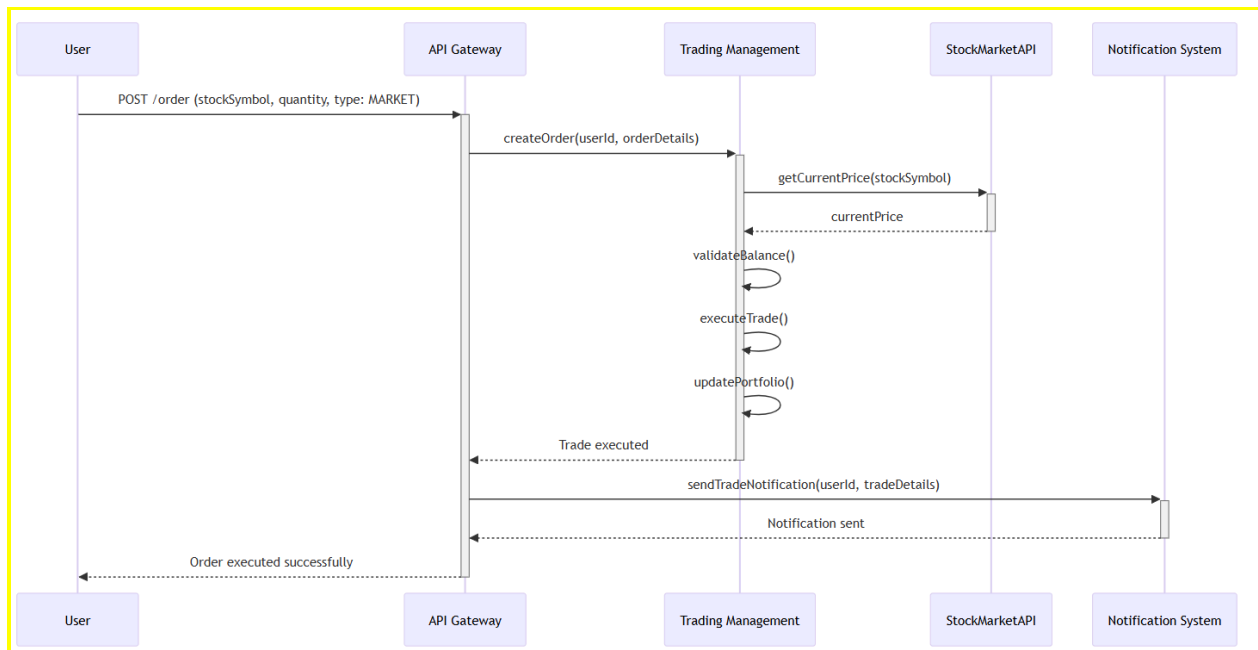 User
API Gateway
Trading Management
StockMarketAPI
Notification System
POST /order (stockSymbol, quantity, type: MARKET)
createOrder(userId, orderDetails)
getCurrentPrice(stockSymbol)
currentPrice
validateBalance()
executeTrade()
updatePortfolio()
Trade executed
sendTradeNotification(userId, tradeDetails)
Notification sent
Order executed successfully
User
API Gateway
Trading Management
StockMarketAPI
Notification System